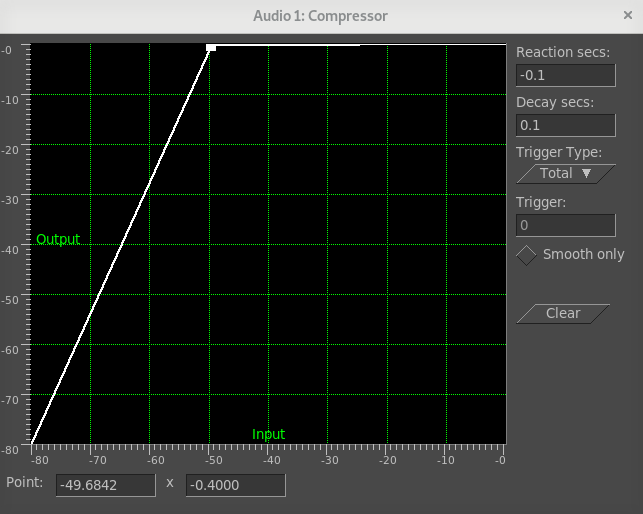 Audio 1: Compressor
×
-0
-10
-20
-30
-40
-50
-60
-70
-80
Output
Input
-80 -70 -60 -50 -40 -30 -20 -10 -0
Point: -49.6842 x -0.4000
Reaction secs:
-0.1
Decay secs:
0.1
Trigger Type:
Total ▼
Trigger:
0
Smooth only
Clear